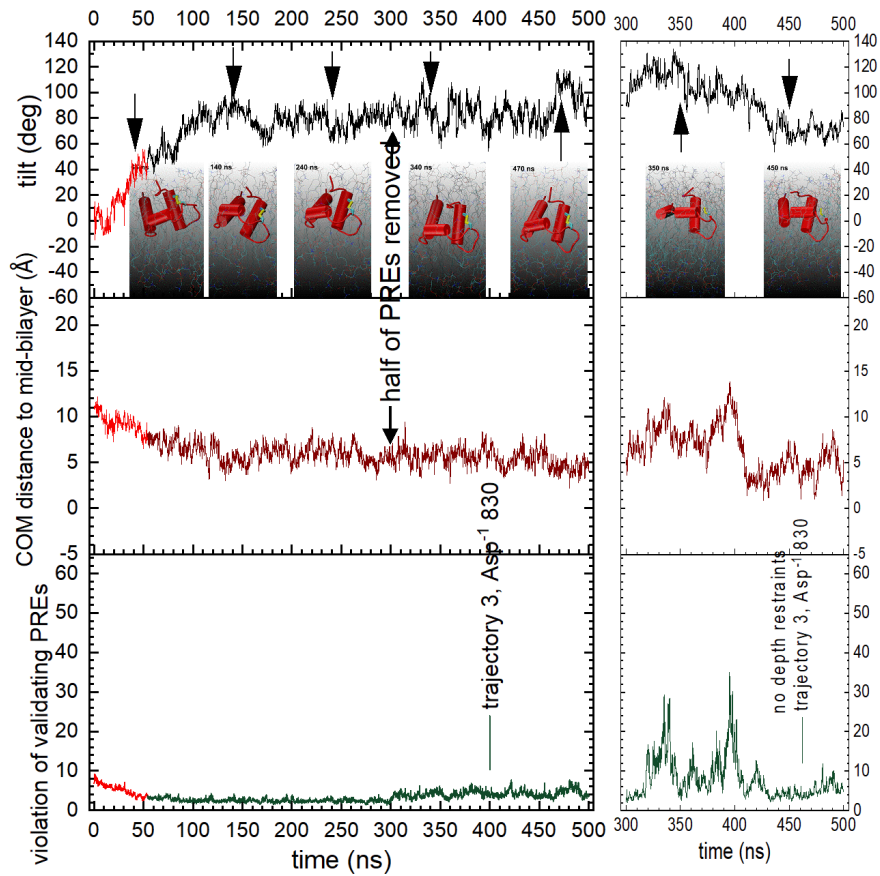 0 50 100 150 200 250 300 350 400 450 500
300 350 400 450 500
tilt (deg)
140
120
100
80
60
40
20
0
-20
-40
-60
140
120
100
80
60
40
20
0
-20
-40
-60
140 ns
240 ns
340 ns
470 ns
350 ns
450 ns
half of PREs removed
COM distance to mid-bilayer (Å)
20
15
10
5
0
-5
20
15
10
5
0
-5
violation of validating PREs
60
50
40
30
20
10
0
60
50
40
30
20
10
0
trajectory 3, Asp⁻¹ 830
no depth restraints
trajectory 3, Asp⁻¹ 830
0 50 100 150 200 250 300 350 400 450 500
300 350 400 450 500
time (ns)
time (ns)